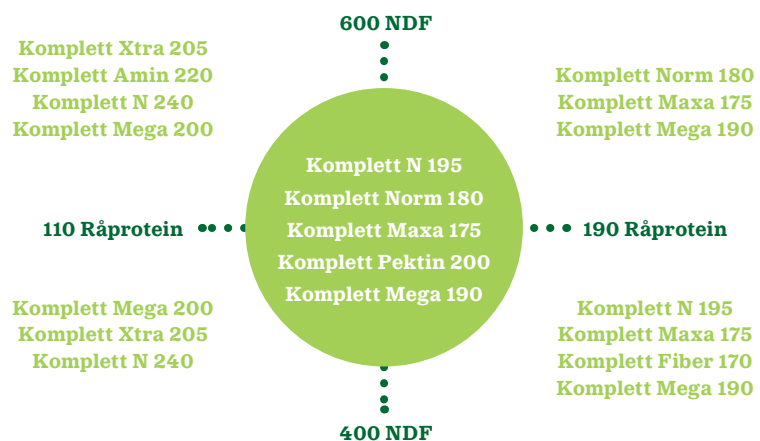 600 NDF
Komplett Xtra 205
Komplett Amin 220
Komplett N 240
Komplett Mega 200
Komplett Norm 180
Komplett Maxa 175
Komplett Mega 190
Komplett N 195
Komplett Norm 180
Komplett Maxa 175
Komplett Pektin 200
Komplett Mega 190
110 Råprotein
190 Råprotein
Komplett Mega 200
Komplett Xtra 205
Komplett N 240
Komplett N 195
Komplett Maxa 175
Komplett Fiber 170
Komplett Mega 190
400 NDF